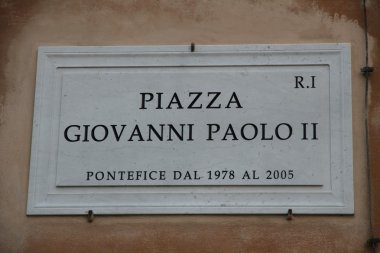 R.I
PIAZZA
GIOVANNI PAOLO II
PONTEFICE DAL 1978 AL 2005